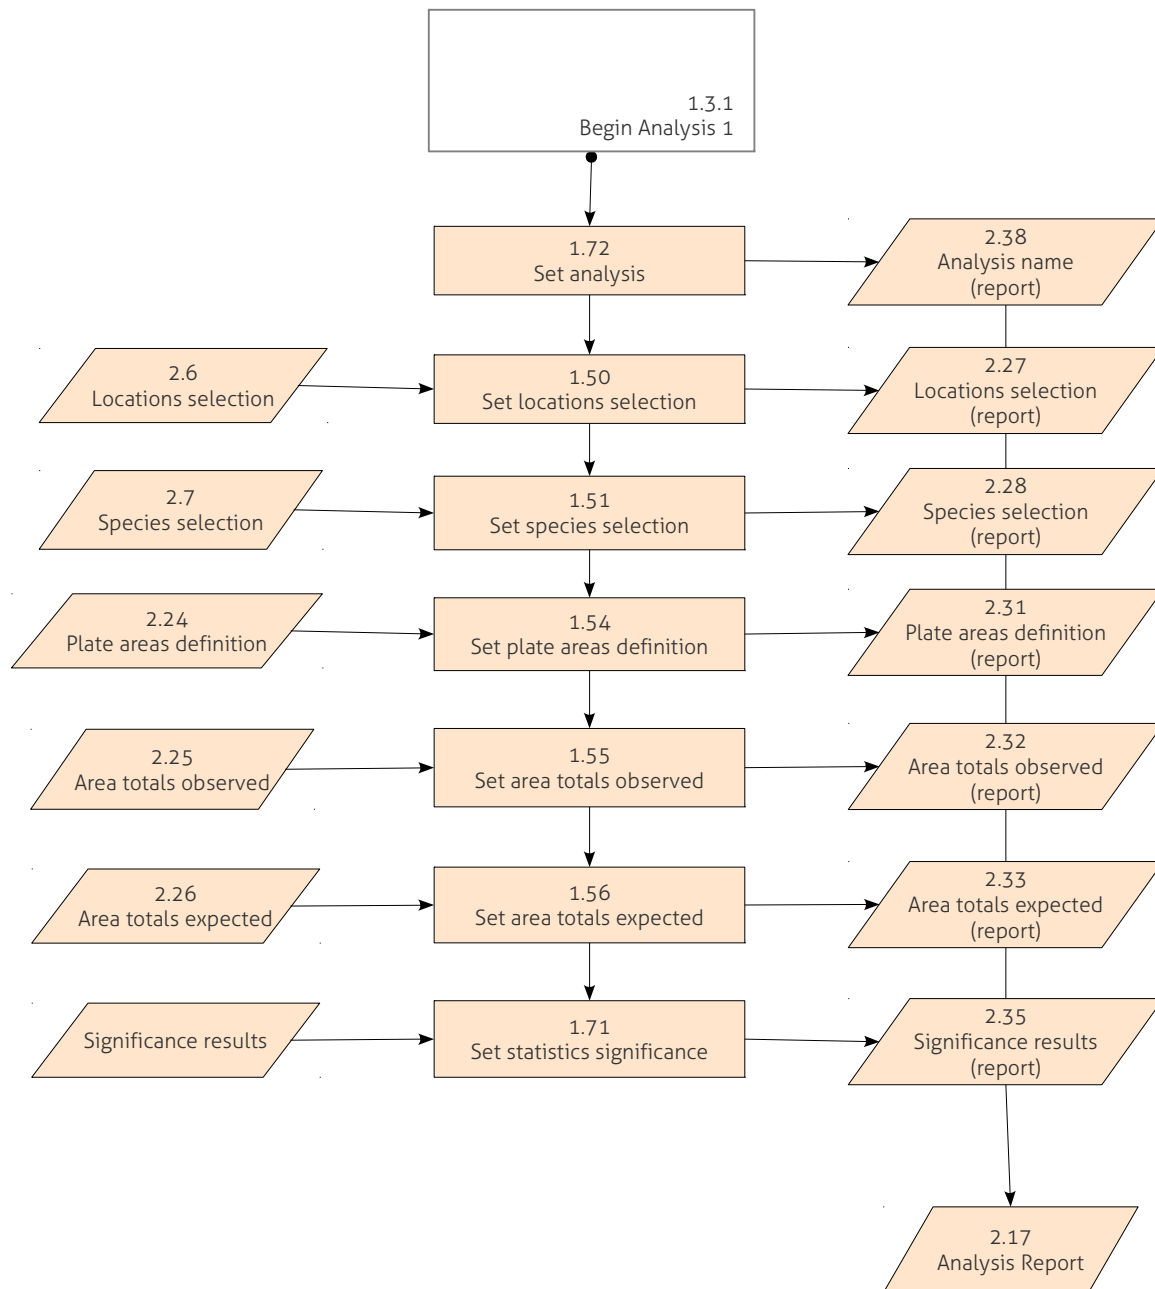 1.3.1
Begin Analysis 1
1.72
Set analysis
2.38
Analysis name
(report)
2.6
Locations selection
1.50
Set locations selection
2.27
Locations selection
(report)
2.7
Species selection
1.51
Set species selection
2.28
Species selection
(report)
2.24
Plate areas definition
1.54
Set plate areas definition
2.31
Plate areas definition
(report)
2.25
Area totals observed
1.55
Set area totals observed
2.32
Area totals observed
(report)
2.26
Area totals expected
1.56
Set area totals expected
2.33
Area totals expected
(report)
Significance results
1.71
Set statistics significance
2.35
Significance results
(report)
2.17
Analysis Report